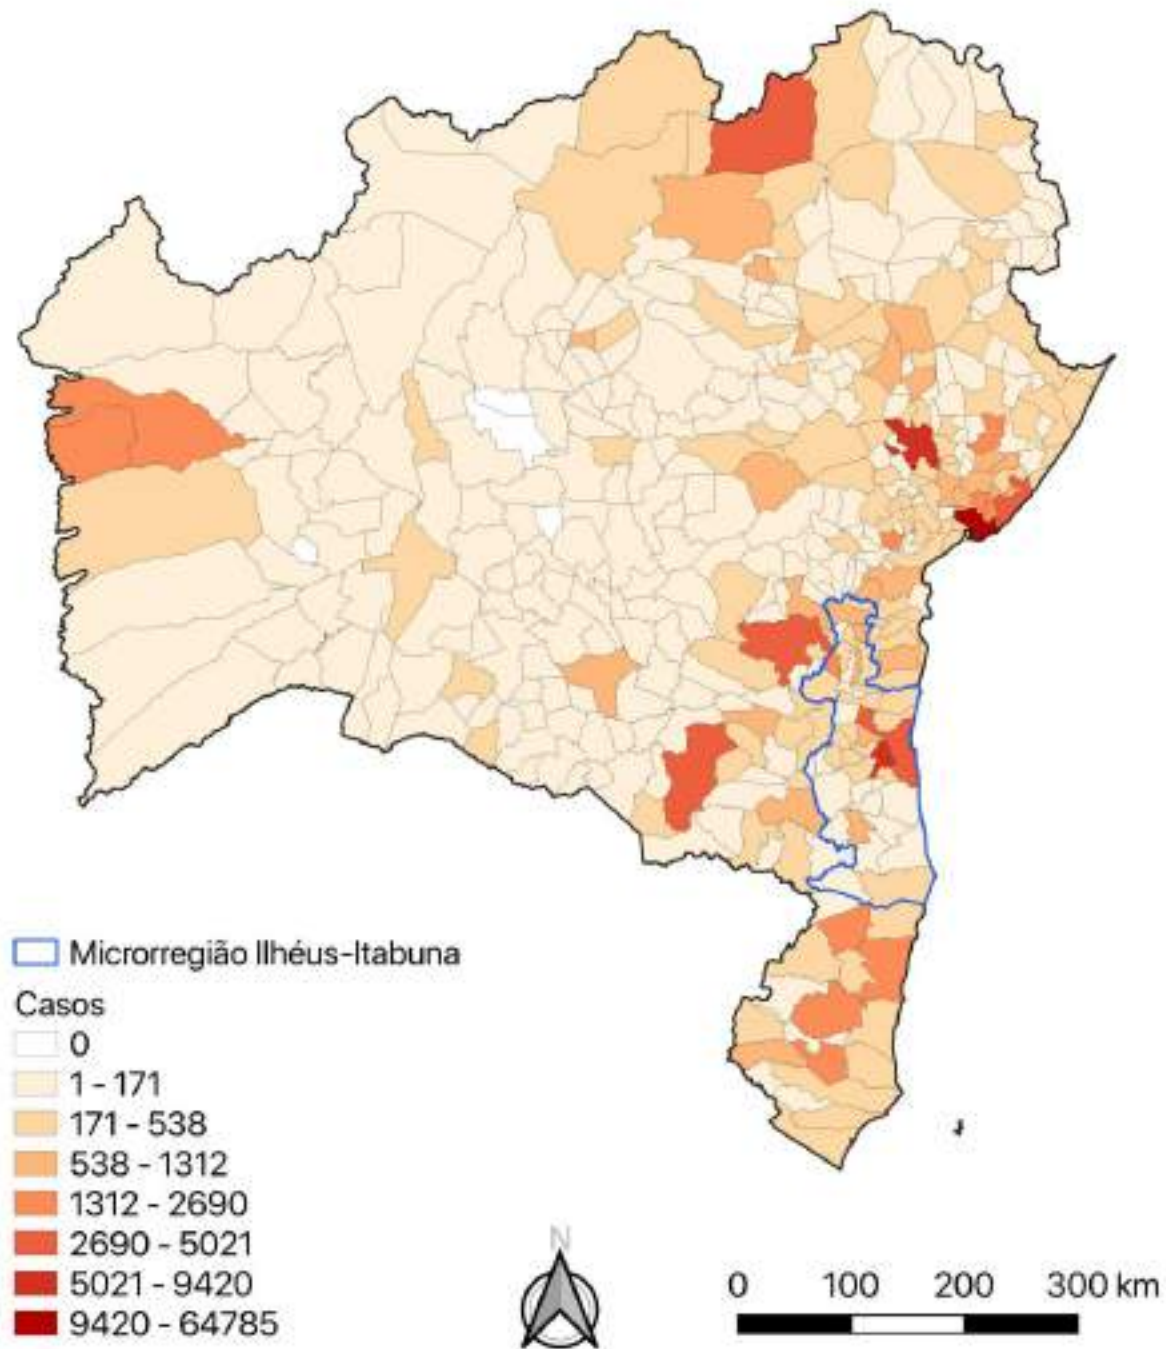 Microrregião Ilhéus-Itabuna
Casos
0
1 - 171
171 - 538
538 - 1312
1312 - 2690
2690 - 5021
5021 - 9420
9420 - 64785
N
0 100 200 300 km